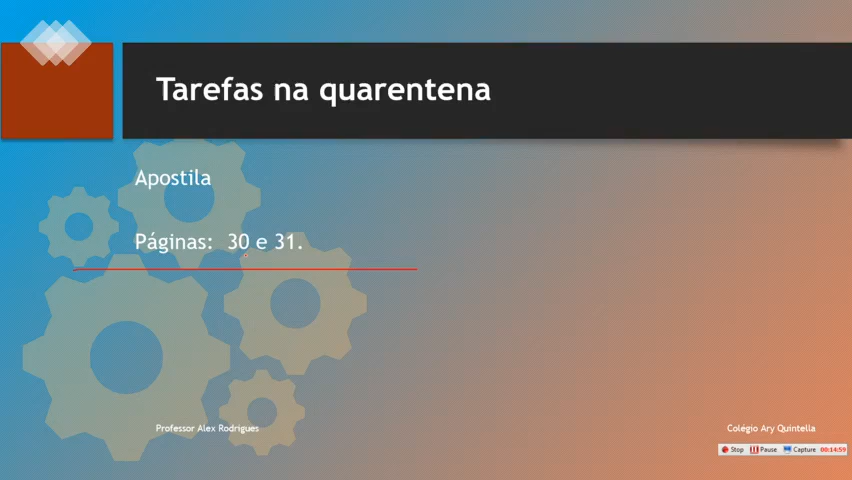 Tarefas na quarentena
Apostila
Páginas: 30 e 31.
Professor Alex Rodrigues
Colégio Ary Quintella
Stop Pause Capture 00:14:59